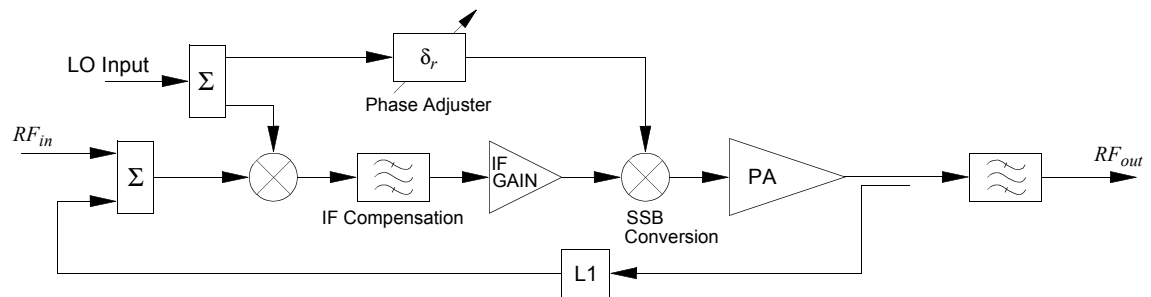 LO Input
Σ
δr
Phase Adjuster
RFin
Σ
IF Compensation
IF
GAIN
SSB
Conversion
PA
RFout
L1